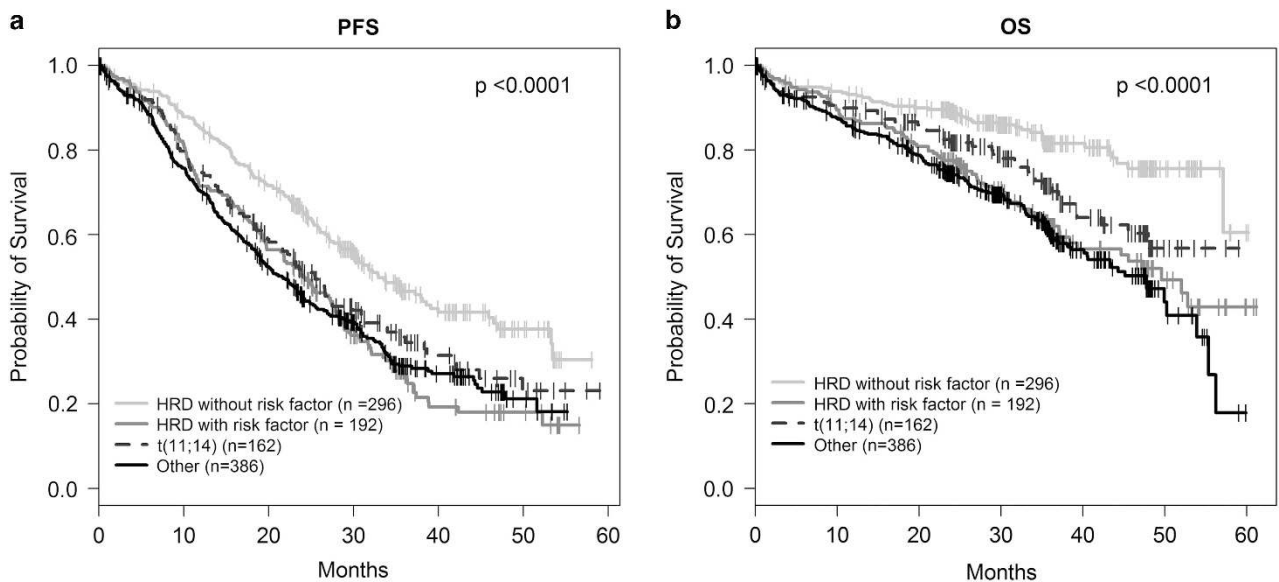 a
PFS
Probability of Survival
1.0
0.8
0.6
0.4
0.2
0.0
p <0.0001
HRD without risk factor (n =296)
HRD with risk factor (n = 192)
t(11;14) (n=162)
Other (n=386)
0 10 20 30 40 50 60
Months
b
OS
Probability of Survival
1.0
0.8
0.6
0.4
0.2
0.0
p <0.0001
HRD without risk factor (n =296)
HRD with risk factor (n = 192)
t(11;14) (n=162)
Other (n=386)
0 10 20 30 40 50 60
Months